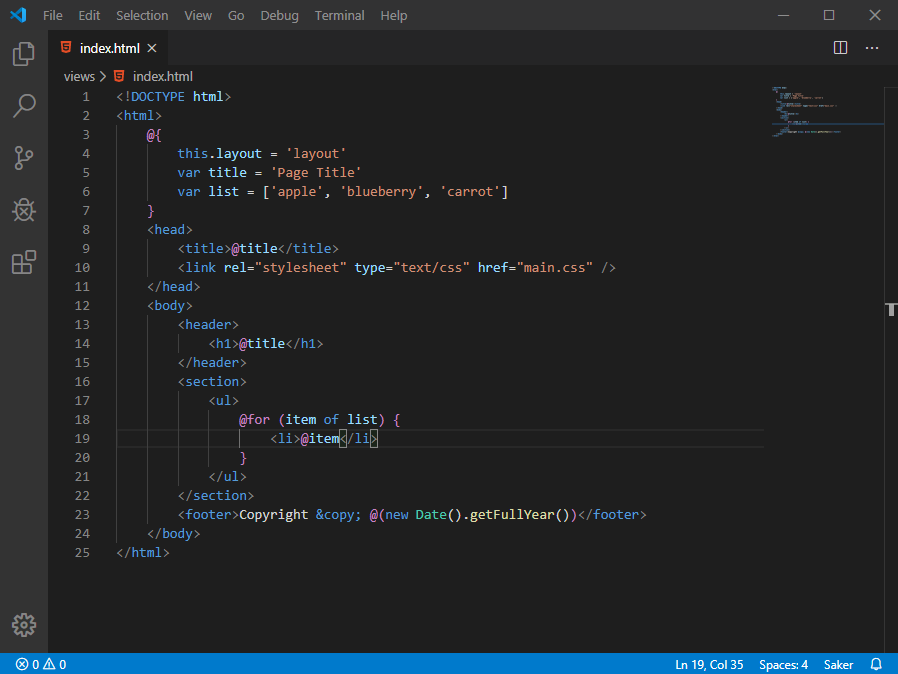 File Edit Selection View Go Debug Terminal Help
index.html
views > index.html
1 <!DOCTYPE html>
2 <html>
3 @{
4 this.layout = 'layout'
5 var title = 'Page Title'
6 var list = ['apple', 'blueberry', 'carrot']
7 }
8 <head>
9 <title>@title</title>
10 <link rel="stylesheet" type="text/css" href="main.css" />
11 </head>
12 <body>
13 <header>
14 <h1>@title</h1>
15 </header>
16 <section>
17 <ul>
18 @for (item of list) {
19 <li>@item</li>
20 }
21 </ul>
22 </section>
23 <footer>Copyright &copy; @(new Date().getFullYear())</footer>
24 </body>
25 </html>
0 0 Ln 19, Col 35 Spaces: 4 Saker